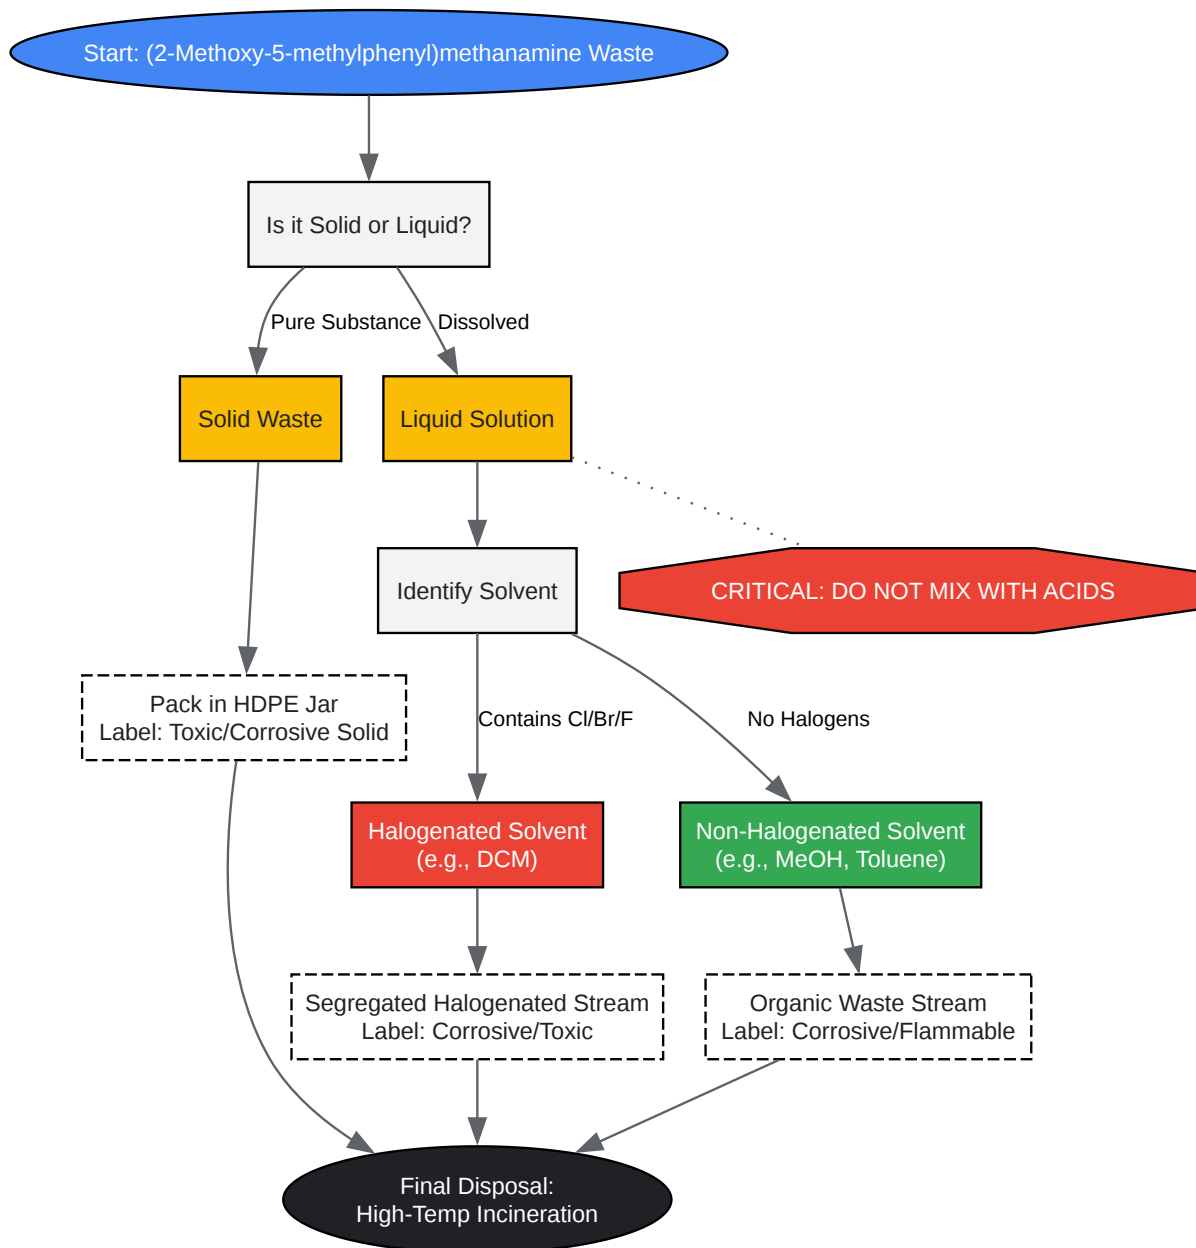 Start: (2-Methoxy-5-methylphenyl)methanamine Waste
Is it Solid or Liquid?
Pure Substance
Dissolved
Solid Waste
Liquid Solution
Identify Solvent
CRITICAL: DO NOT MIX WITH ACIDS
Pack in HDPE Jar
Label: Toxic/Corrosive Solid
Contains Cl/Br/F
No Halogens
Halogenated Solvent
(e.g., DCM)
Non-Halogenated Solvent
(e.g., MeOH, Toluene)
Segregated Halogenated Stream
Label: Corrosive/Toxic
Organic Waste Stream
Label: Corrosive/Flammable
Final Disposal:
High-Temp Incineration